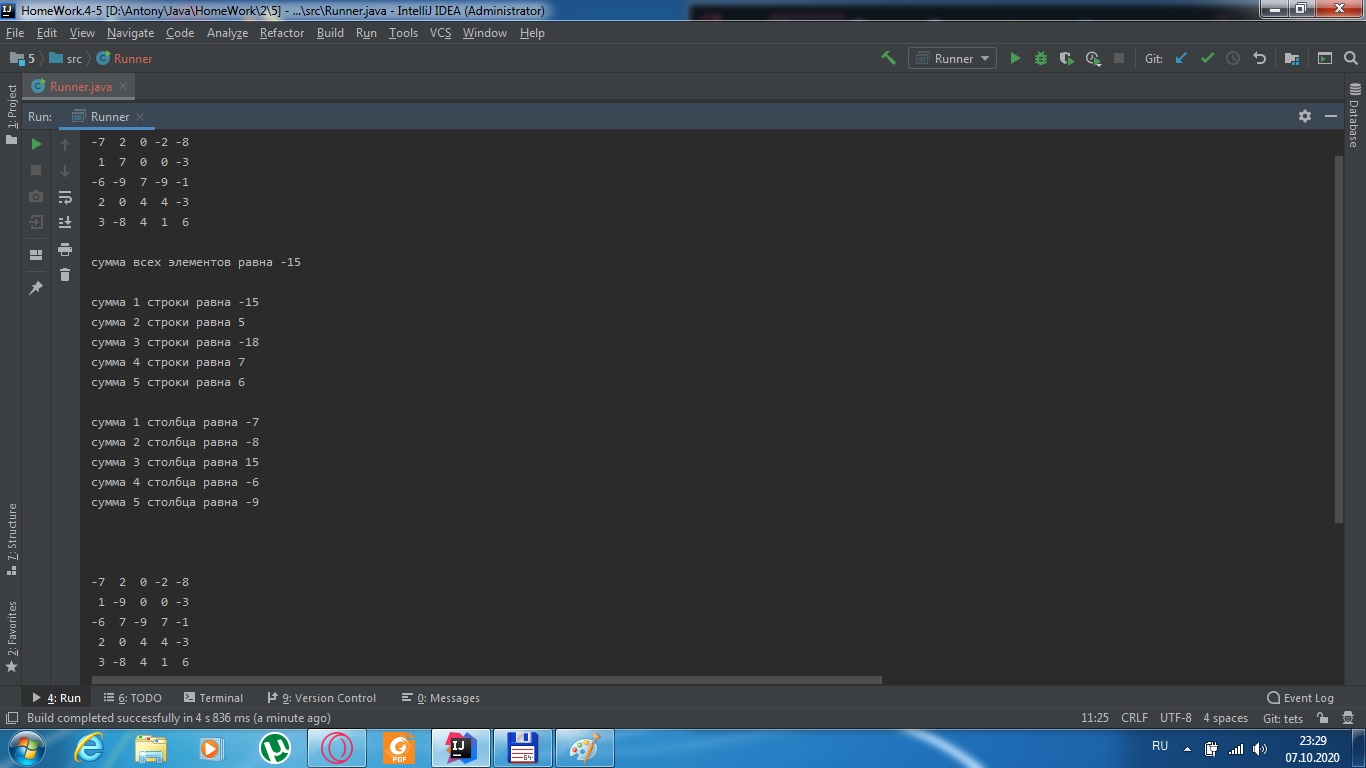 HomeWork.4-5 [D:\Antony\Java\HomeWork\2\5] - ...\src\Runner.java - IntelliJ IDEA (Administrator)
File Edit View Navigate Code Analyze Refactor Build Run Tools VCS Window Help
5 src Runner Runner Git:
Runner.java
Run: Runner
1: Project
7: Structure
2: Favorites
Database
-7 2 0 -2 -8
1 7 0 0 -3
-6 -9 7 -9 -1
2 0 4 4 -3
3 -8 4 1 6
сумма всех элементов равна -15
сумма 1 строки равна -15
сумма 2 строки равна 5
сумма 3 строки равна -18
сумма 4 строки равна 7
сумма 5 строки равна 6
сумма 1 столбца равна -7
сумма 2 столбца равна -8
сумма 3 столбца равна 15
сумма 4 столбца равна -6
сумма 5 столбца равна -9
-7 2 0 -2 -8
1 -9 0 0 -3
-6 7 -9 7 -1
2 0 4 4 -3
3 -8 4 1 6
4: Run 6: TODO Terminal 9: Version Control 0: Messages Event Log
Build completed successfully in 4 s 836 ms (a minute ago) 11:25 CRLF UTF-8 4 spaces Git: tets
PDF
64
RU 23:29
07.10.2020